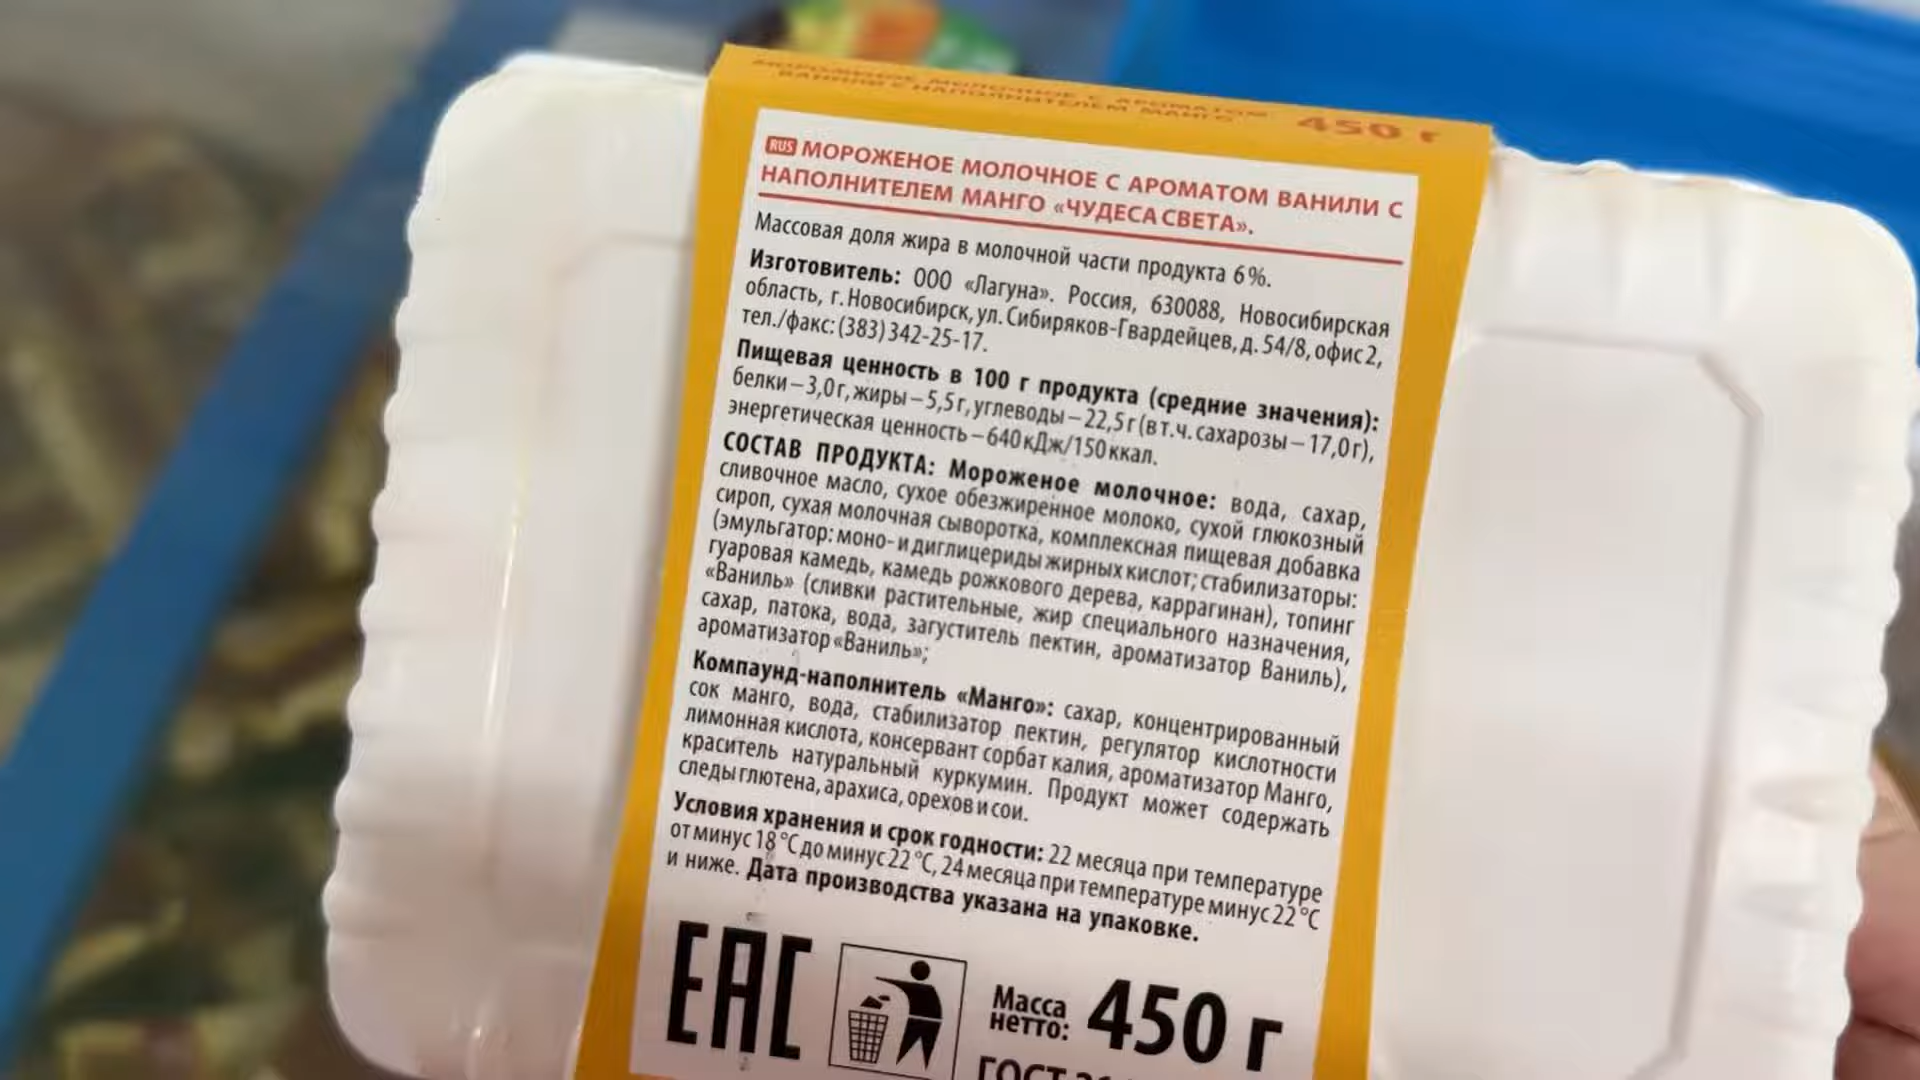 МОРОЖЕНОЕ МОЛОЧНОЕ С АРОМАТОМ
ВАНИЛИ С НАПОЛНИТЕЛЕМ МАНГО
450 г
RUS МОРОЖЕНОЕ МОЛОЧНОЕ С АРОМАТОМ ВАНИЛИ С
НАПОЛНИТЕЛЕМ МАНГО «ЧУДЕСА СВЕТА».
Массовая доля жира в молочной части продукта 6%.
Изготовитель: ООО «Лагуна». Россия, 630088, Новосибирская
область, г. Новосибирск, ул. Сибиряков-Гвардейцев, д. 54/8, офис 2,
тел./факс: (383) 342-25-17.
Пищевая ценность в 100 г продукта (средние значения):
белки – 3,0 г, жиры – 5,5 г, углеводы – 22,5 г (в т.ч. сахарозы – 17,0 г),
энергетическая ценность – 640 кДж/150 ккал.
СОСТАВ ПРОДУКТА: Мороженое молочное: вода, сахар,
сливочное масло, сухое обезжиренное молоко, сухой глюкозный
сироп, сухая молочная сыворотка, комплексная пищевая добавка
(эмульгатор: моно- и диглицериды жирных кислот; стабилизаторы:
гуаровая камедь, камедь рожкового дерева, каррагинан), топинг
«Ваниль» (сливки растительные, жир специального назначения,
сахар, патока, вода, загуститель пектин, ароматизатор Ваниль),
ароматизатор «Ваниль»;
Компаунд-наполнитель «Манго»: сахар, концентрированный
сок манго, вода, стабилизатор пектин, регулятор кислотности
лимонная кислота, консервант сорбат калия, ароматизатор Манго,
краситель натуральный куркумин. Продукт может содержать
следы глютена, арахиса, орехов и сои.
Условия хранения и срок годности: 22 месяца при температуре
от минус 18 °С до минус 22 °С, 24 месяца при температуре минус 22 °С
и ниже. Дата производства указана на упаковке.
EAC
Масса
нетто: 450 г
ГОСТ